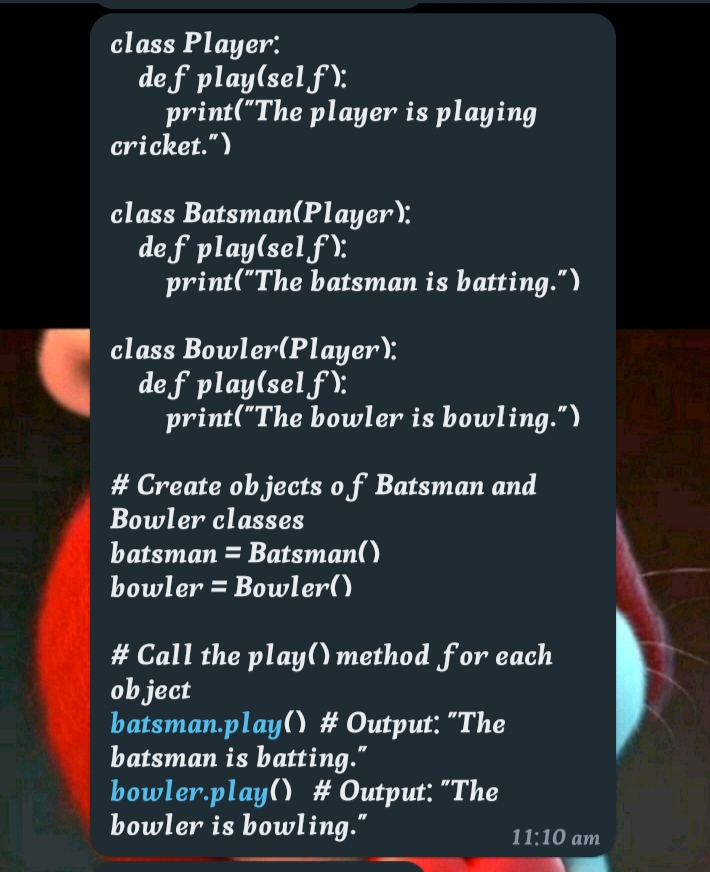 class Player:
    def play(self):
        print("The player is playing
cricket.")

class Batsman(Player):
    def play(self):
        print("The batsman is batting.")

class Bowler(Player):
    def play(self):
        print("The bowler is bowling.")

# Create objects of Batsman and
Bowler classes
batsman = Batsman()
bowler = Bowler()

# Call the play() method for each
object
batsman.play()  # Output: "The
batsman is batting."
bowler.play()   # Output: "The
bowler is bowling."
11:10 am